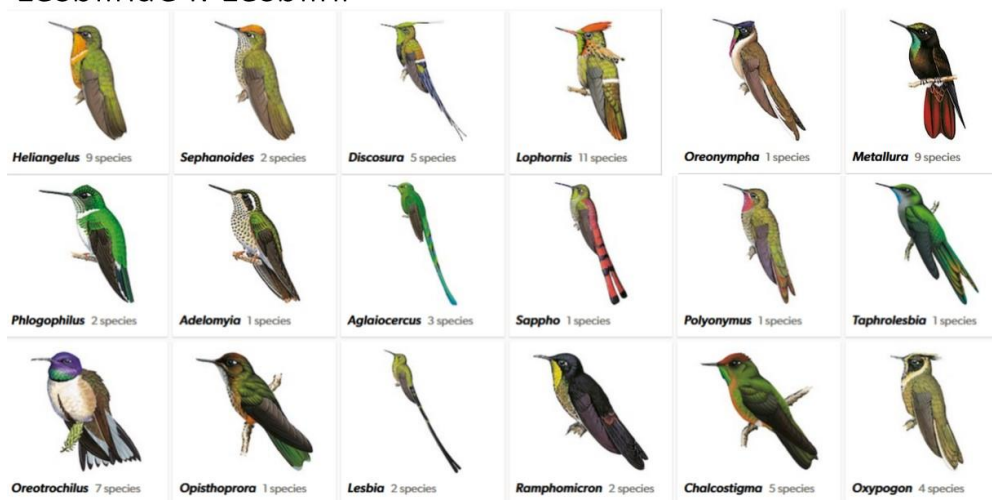 Heliangelus 9 species
Sephanoides 2 species
Discosura 5 species
Lophornis 11 species
Oreonympha 1 species
Metallura 9 species
Phlogophilus 2 species
Adelomyia 1 species
Aglaiocercus 3 species
Sappho 1 species
Polyonymus 1 species
Taphrolesbia 1 species
Oreotrochilus 7 species
Opisthoprora 1 species
Lesbia 2 species
Ramphomicron 2 species
Chalcostigma 5 species
Oxypogon 4 species